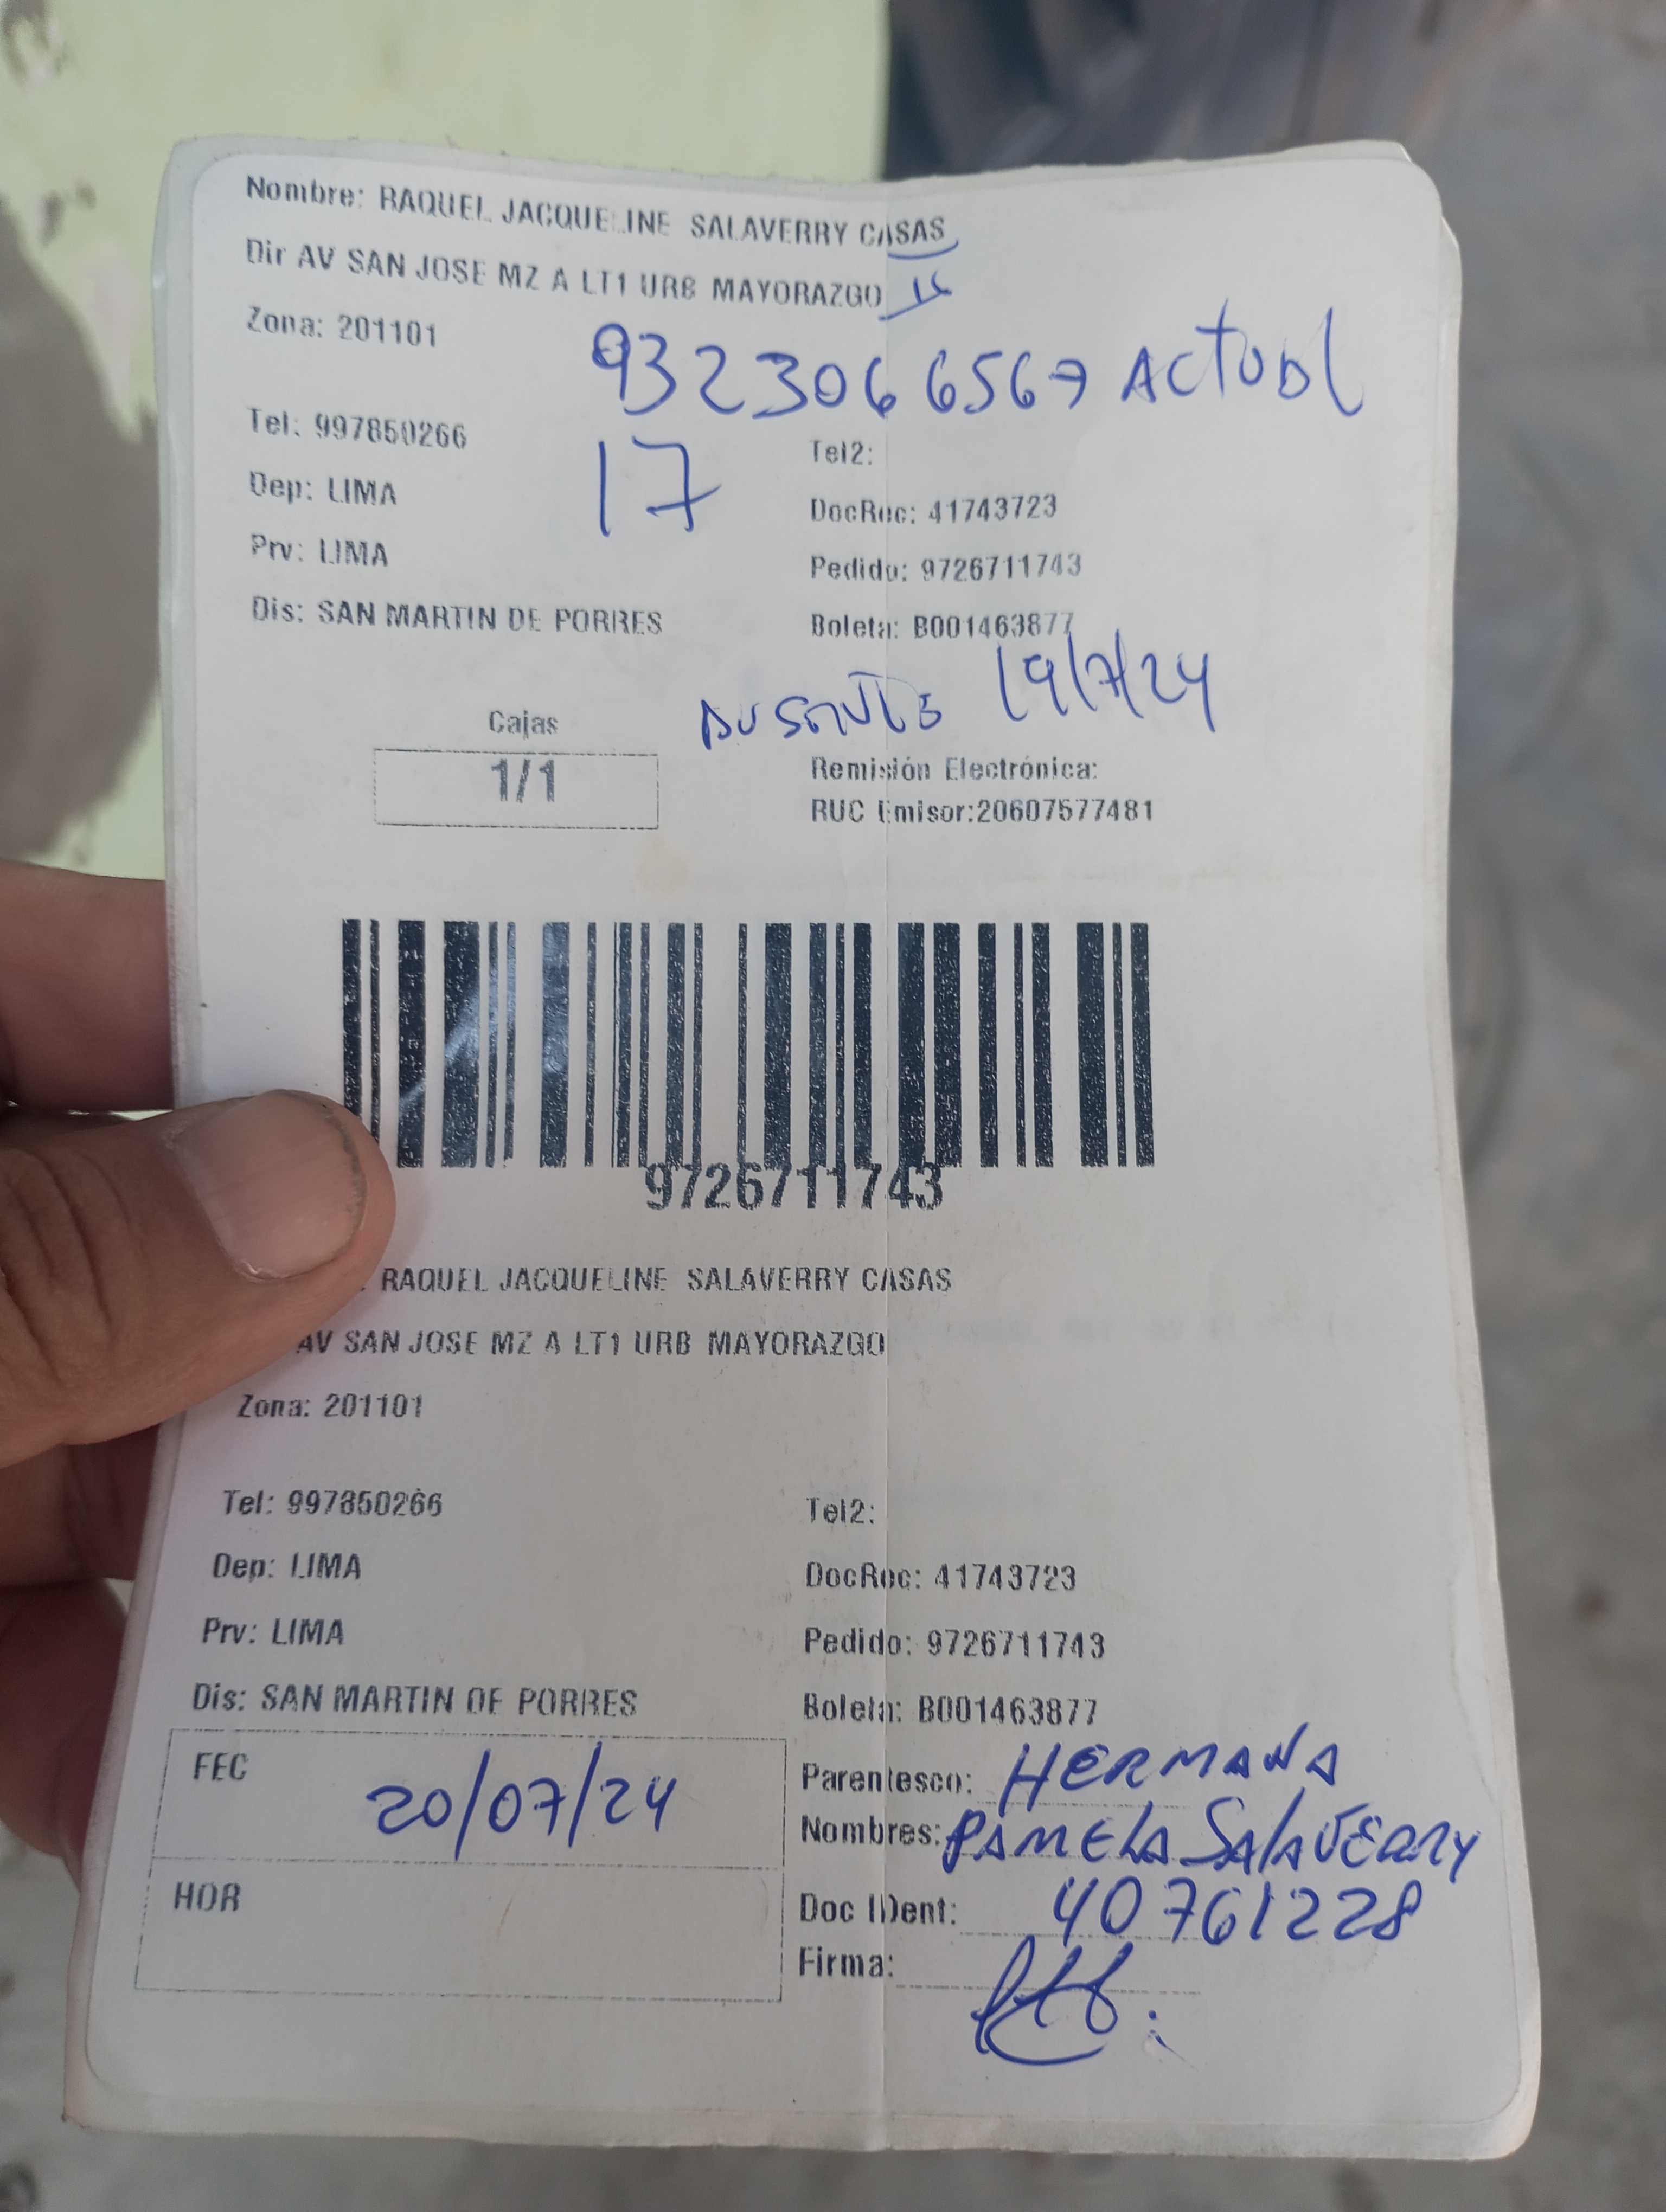 Nombre: RAQUEL JACQUELINE SALAVERRY CASAS
Dir AV SAN JOSE MZ A LT1 URB MAYORAZGO
Zona: 201101
9323066567 ACTUAL
Tel: 997850266
17
Tel2:
Dep: LIMA
DocRec: 41743723
Prv: LIMA
Pedido: 9726711743
Dis: SAN MARTIN DE PORRES
Boleta: B001463877
AUSENTE 19/7/24
Cajas
1/1
Remisión Electrónica:
RUC Emisor:20607577481
9726711743
RAQUEL JACQUELINE SALAVERRY CASAS
AV SAN JOSE MZ A LT1 URB MAYORAZGO
Zona: 201101
Tel: 997850266
Tel2:
Dep: LIMA
DocRec: 41743723
Prv: LIMA
Pedido: 9726711743
Dis: SAN MARTIN DE PORRES
Boleta: B001463877
FEC
20/07/24
Parentesco: HERMANA
Nombres: PAMELA SALAVERRY
HOR
Doc IDent: 40761228
Firma: